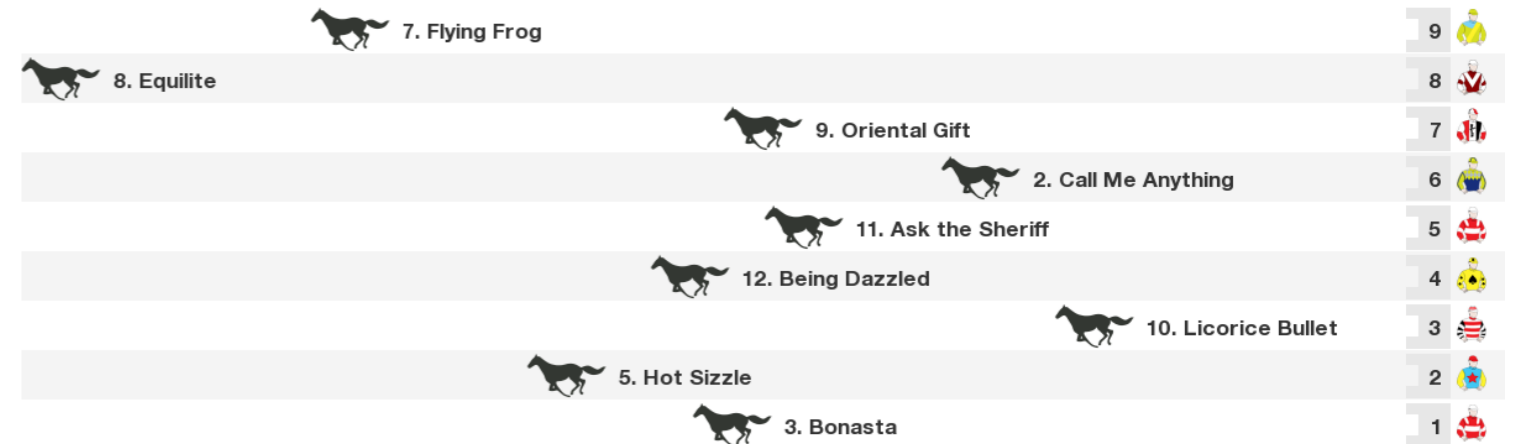 7. Flying Frog 9
8. Equilite 8
9. Oriental Gift 7
2. Call Me Anything 6
11. Ask the Sheriff 5
12. Being Dazzled 4
10. Licorice Bullet 3
5. Hot Sizzle 2
3. Bonasta 1